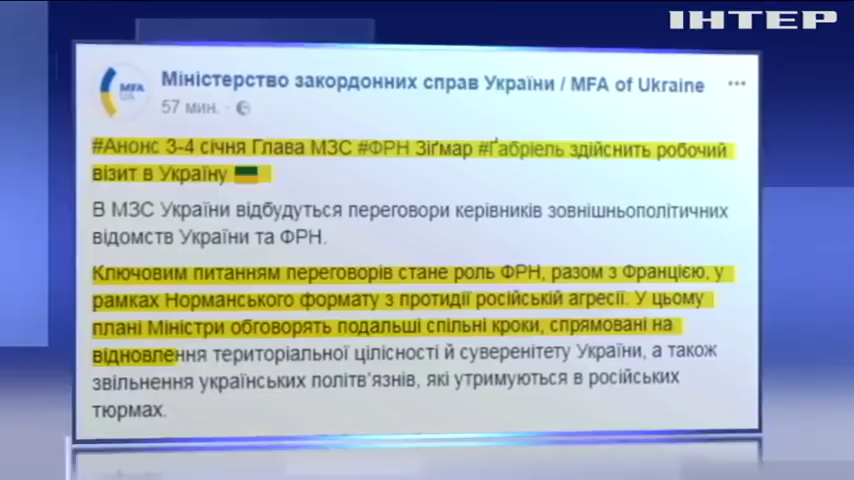 ІНТЕР
MFA
UA
Міністерство закордонних справ України / MFA of Ukraine
57 мин. ·
#Анонс 3-4 січня Глава МЗС #ФРН Зігмар #Ґабріель здійснить робочий
візит в Україну
В МЗС України відбудуться переговори керівників зовнішньополітичних
відомств України та ФРН.
Ключовим питанням переговорів стане роль ФРН, разом з Францією, у
рамках Норманського формату з протидії російській агресії. У цьому
плані Міністри обговорять подальші спільні кроки, спрямовані на
відновлення територіальної цілісності й суверенітету України, а також
звільнення українських політв'язнів, які утримуються в російських
тюрмах.